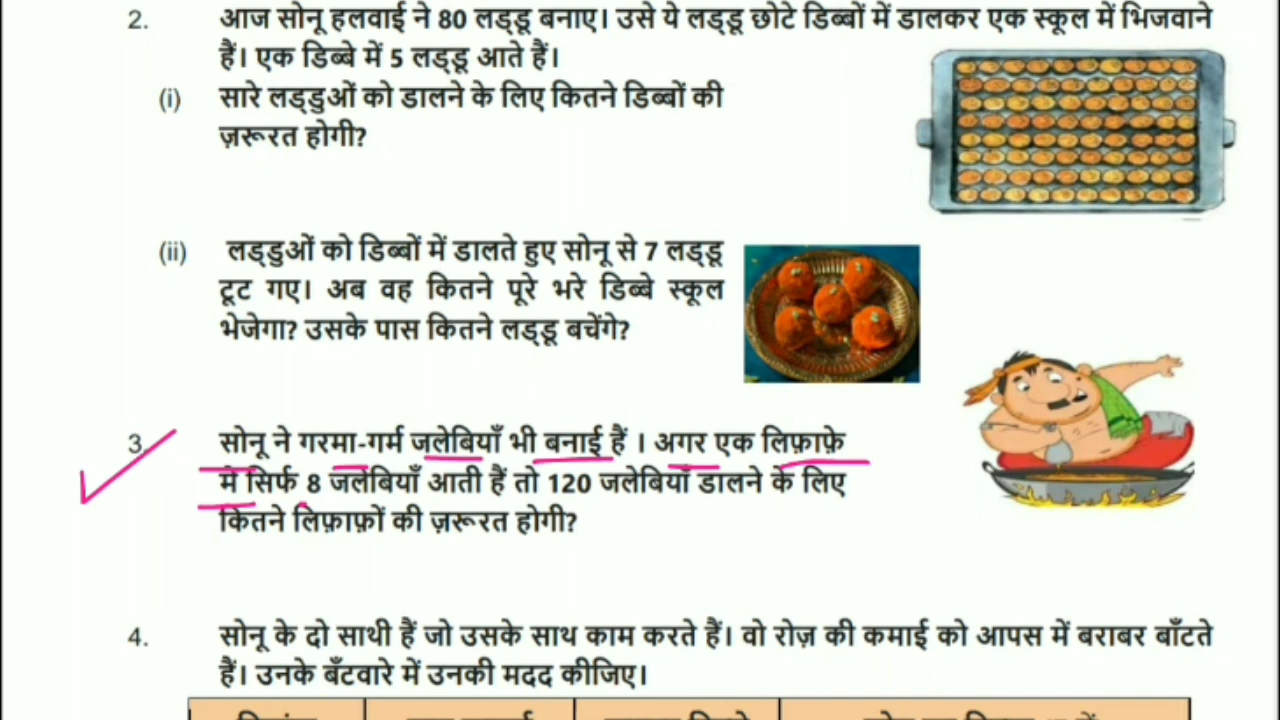 2. आज सोनू हलवाई ने 80 लड्डू बनाए। उसे ये लड्डू छोटे डिब्बों में डालकर एक स्कूल में भिजवाने
हैं। एक डिब्बे में 5 लड्डू आते हैं।
(i) सारे लड्डुओं को डालने के लिए कितने डिब्बों की
ज़रूरत होगी?
(ii) लड्डुओं को डिब्बों में डालते हुए सोनू से 7 लड्डू
टूट गए। अब वह कितने पूरे भरे डिब्बे स्कूल
भेजेगा? उसके पास कितने लड्डू बचेंगे?
3. सोनू ने गरमा-गर्म जलेबियाँ भी बनाई हैं । अगर एक लिफ़ाफ़े
में सिर्फ 8 जलेबियाँ आती हैं तो 120 जलेबियाँ डालने के लिए
कितने लिफ़ाफ़ों की ज़रूरत होगी?
4. सोनू के दो साथी हैं जो उसके साथ काम करते हैं। वो रोज़ की कमाई को आपस में बराबर बाँटते
हैं। उनके बँटवारे में उनकी मदद कीजिए।